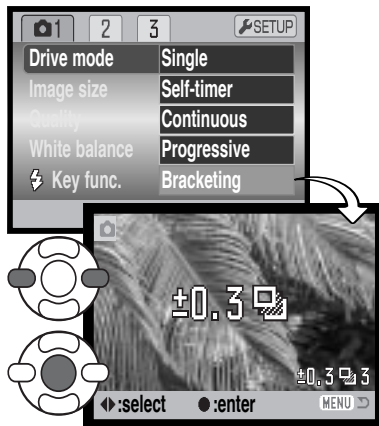 1 2 3 SETUP
Drive mode Single
Image size Self-timer
Quality Continuous
White balance Progressive
Key func. Bracketing
±0.3
±0.3 3
:select :enter MENU